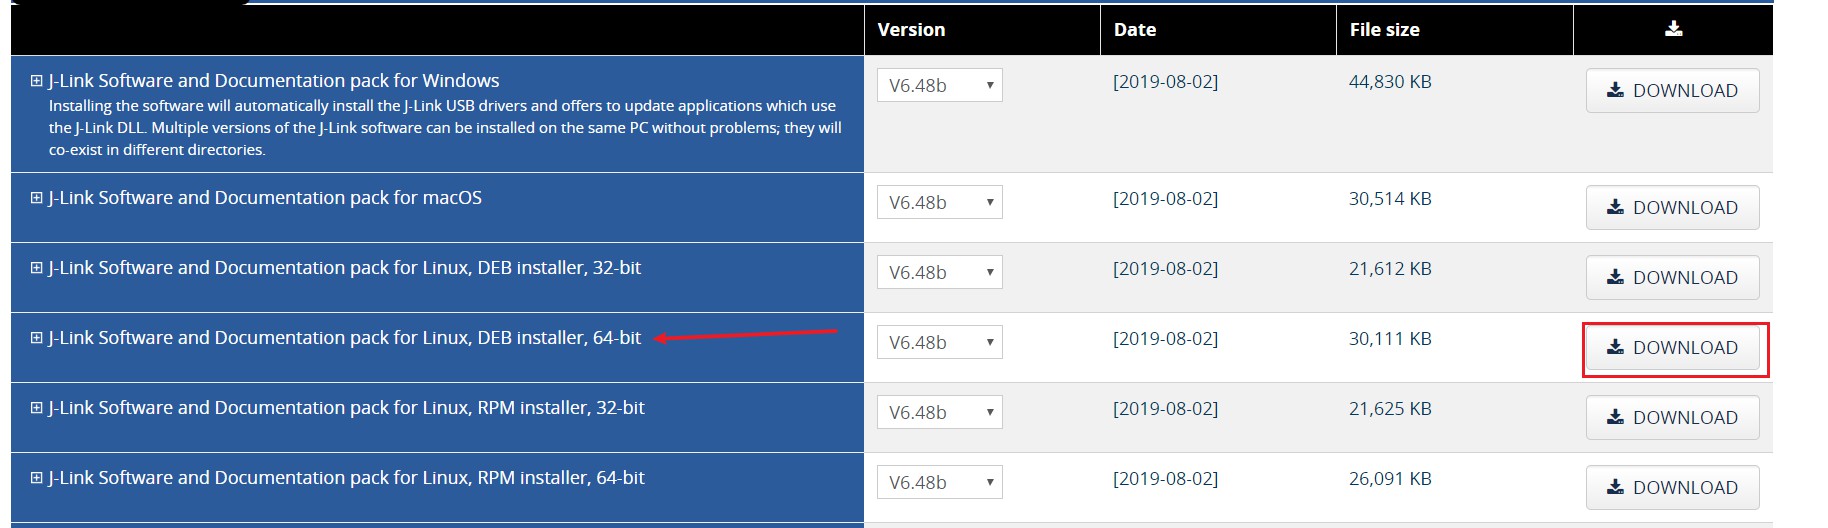 Version Date File size
J-Link Software and Documentation pack for Windows V6.48b [2019-08-02] 44,830 KB DOWNLOAD
Installing the software will automatically install the J-Link USB drivers and offers to update applications which use
the J-Link DLL. Multiple versions of the J-Link software can be installed on the same PC without problems; they will
co-exist in different directories.
J-Link Software and Documentation pack for macOS V6.48b [2019-08-02] 30,514 KB DOWNLOAD
J-Link Software and Documentation pack for Linux, DEB installer, 32-bit V6.48b [2019-08-02] 21,612 KB DOWNLOAD
J-Link Software and Documentation pack for Linux, DEB installer, 64-bit V6.48b [2019-08-02] 30,111 KB DOWNLOAD
J-Link Software and Documentation pack for Linux, RPM installer, 32-bit V6.48b [2019-08-02] 21,625 KB DOWNLOAD
J-Link Software and Documentation pack for Linux, RPM installer, 64-bit V6.48b [2019-08-02] 26,091 KB DOWNLOAD